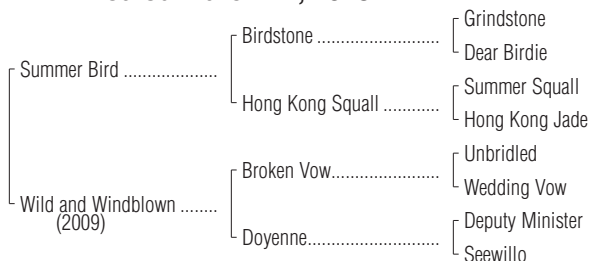 Grindstone
Birdstone ..........................
Dear Birdie
Summer Bird ....................
Summer Squall
Hong Kong Squall ............
Hong Kong Jade
Unbridled
Broken Vow.......................
Wedding Vow
Wild and Windblown ........
(2009)
Deputy Minister
Doyenne............................
Seewillo